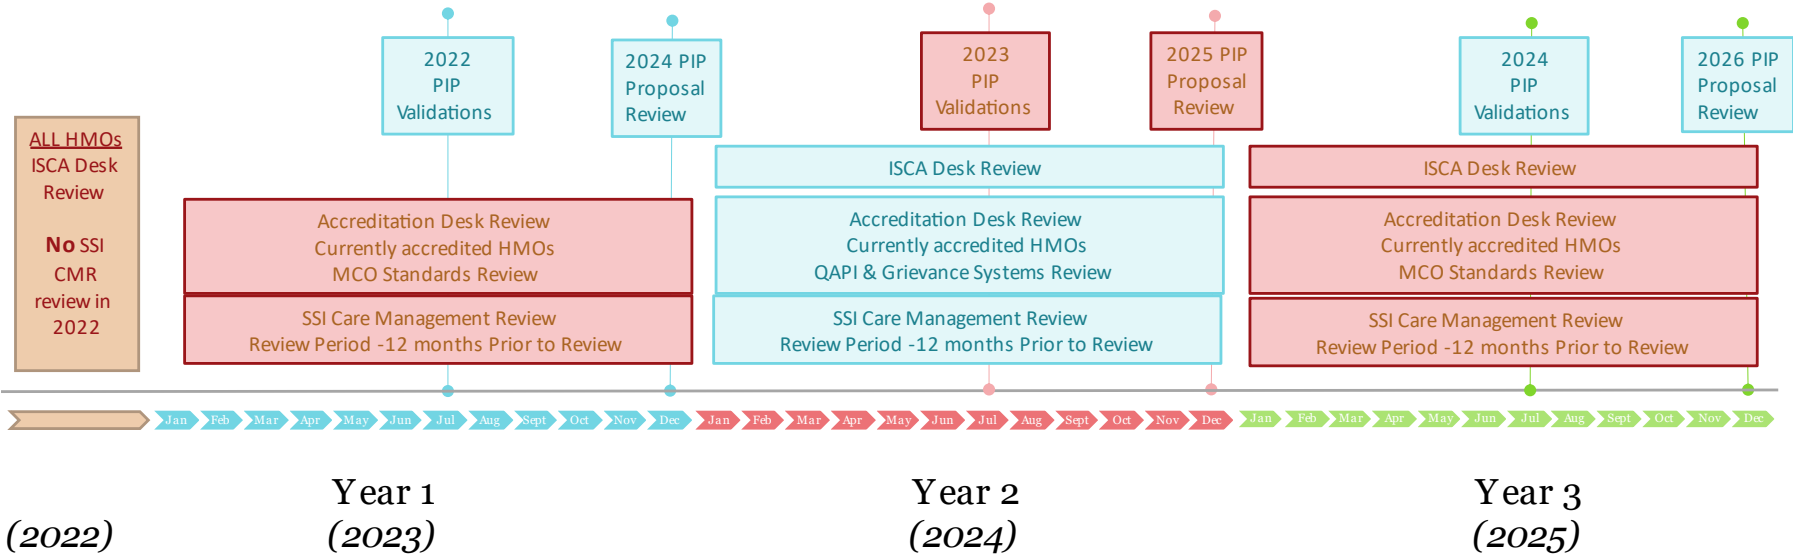 ALL HMOs
ISCA Desk
Review
No SSI
CMR
review in
2022
2022
PIP
Validations
2024 PIP
Proposal
Review
2023
PIP
Validations
2025 PIP
Proposal
Review
2024
PIP
Validations
2026 PIP
Proposal
Review
ISCA Desk Review
ISCA Desk Review
Accreditation Desk Review
Currently accredited HMOs
MCO Standards Review
Accreditation Desk Review
Currently accredited HMOs
QAPI & Grievance Systems Review
Accreditation Desk Review
Currently accredited HMOs
MCO Standards Review
SSI Care Management Review
Review Period -12 months Prior to Review
SSI Care Management Review
Review Period -12 months Prior to Review
SSI Care Management Review
Review Period -12 months Prior to Review
Jan Feb Mar Apr May Jun Jul Aug Sept Oct Nov Dec Jan Feb Mar Apr May Jun Jul Aug Sept Oct Nov Dec Jan Feb Mar Apr May Jun Jul Aug Sept Oct Nov Dec
Year 1
Year 2
Year 3
(2022)
(2023)
(2024)
(2025)